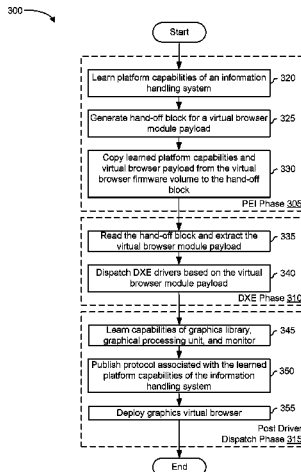 300
Start
Learn platform capabilities of an information
handling system
320
Generate hand-off block for a virtual browser
module payload
325
Copy learned platform capabilities and
virtual browser payload from the virtual
browser firmware volume to the hand-off
block
330
PEI Phase 305
Read the hand-off block and extract the
virtual browser module payload
335
Dispatch DXE drivers based on the virtual
browser module payload
340
DXE Phase 310
Learn capabilities of graphics library,
graphical processing unit, and monitor
345
Publish protocol associated with the learned
platform capabilities of the information
handling system
350
Deploy graphics virtual browser
355
Post Driver
Dispatch Phase 315
End